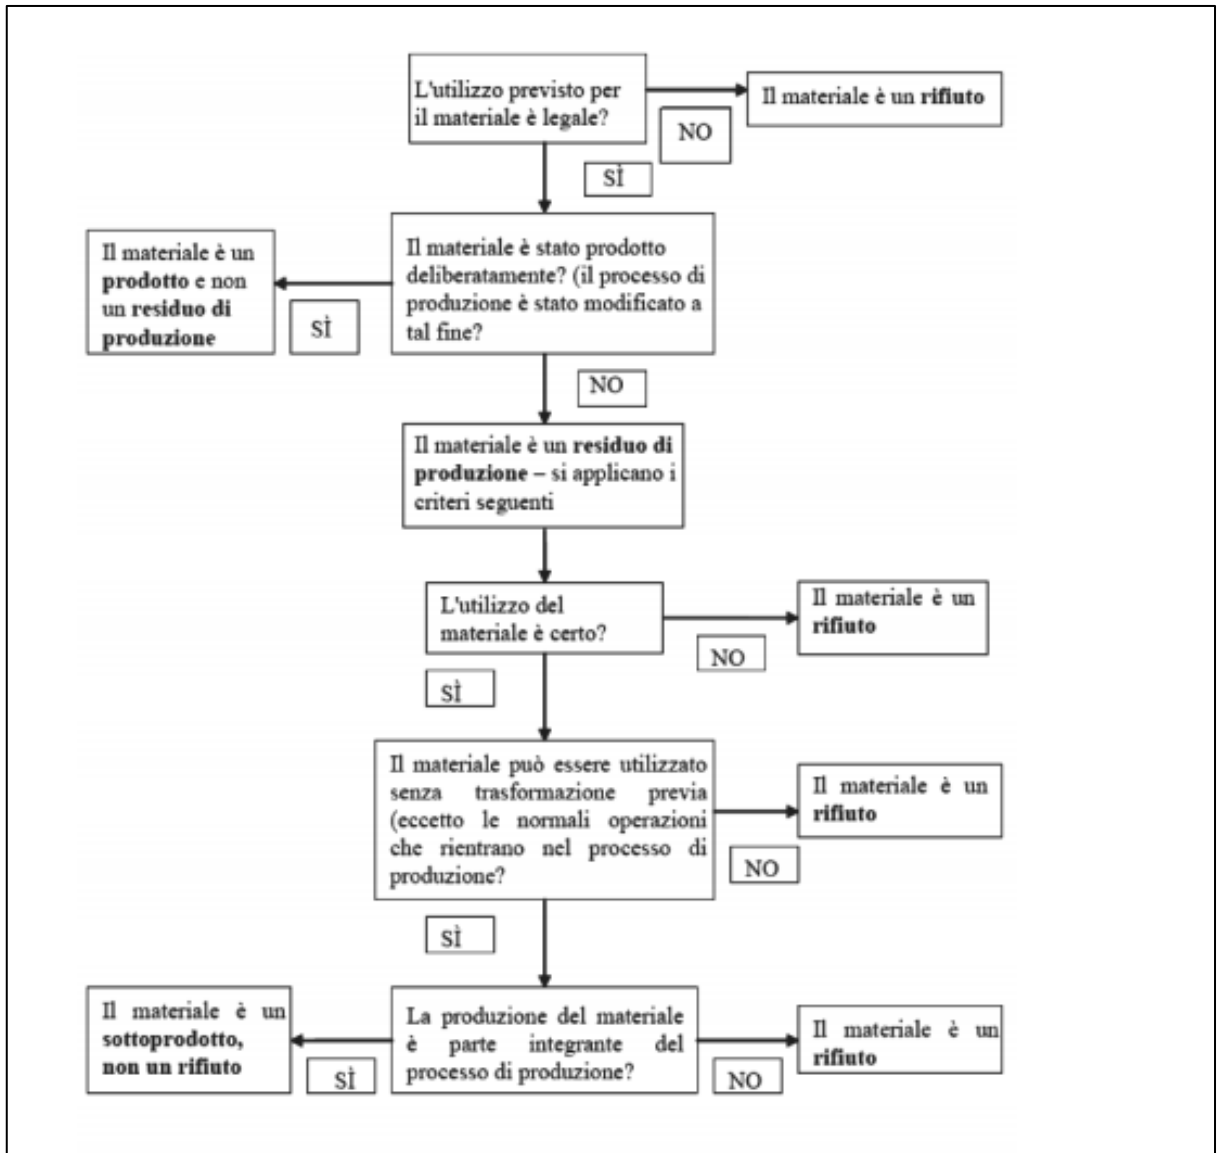 L'utilizzo previsto per
il materiale è legale?
Il materiale è un rifiuto
NO
SÌ
Il materiale è stato prodotto
deliberatamente? (il processo di
produzione è stato modificato a
tal fine?
Il materiale è un
prodotto e non
un residuo di
produzione
SÌ
NO
Il materiale è un residuo di
produzione – si applicano i
criteri seguenti
L'utilizzo del
materiale è certo?
Il materiale è un
rifiuto
NO
SÌ
Il materiale può essere utilizzato
senza trasformazione previa
(eccetto le normali operazioni
che rientrano nel processo di
produzione?
Il materiale è un
rifiuto
NO
SÌ
La produzione del materiale
è parte integrante del
processo di produzione?
Il materiale è un
sottoprodotto,
non un rifiuto
SÌ
Il materiale è un
rifiuto
NO